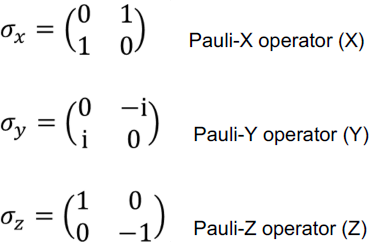 σx = (0 1
1 0) Pauli-X operator (X)
σy = (0 −i
i 0) Pauli-Y operator (Y)
σz = (1 0
0 −1) Pauli-Z operator (Z)